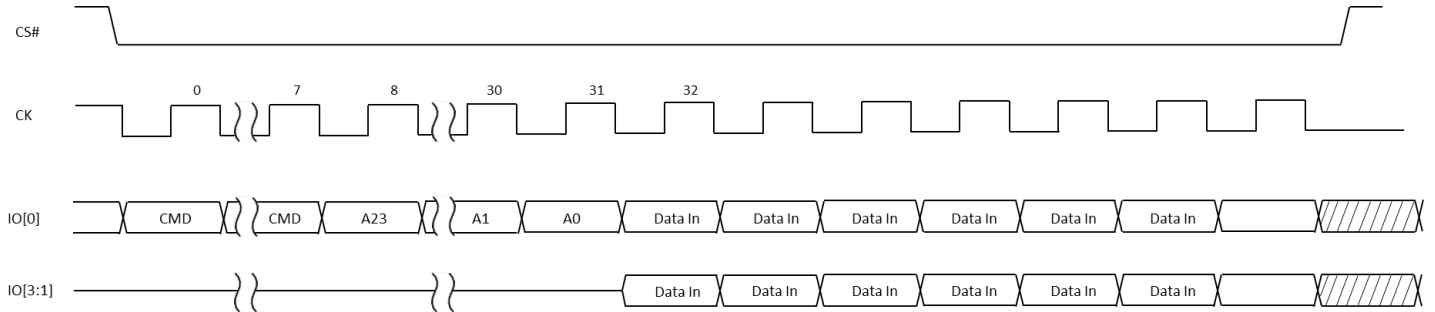 CS#
0 7 8 30 31 32
CK
IO[0] CMD CMD A23 A1 A0 Data In Data In Data In Data In Data In Data In
IO[3:1] Data In Data In Data In Data In Data In Data In